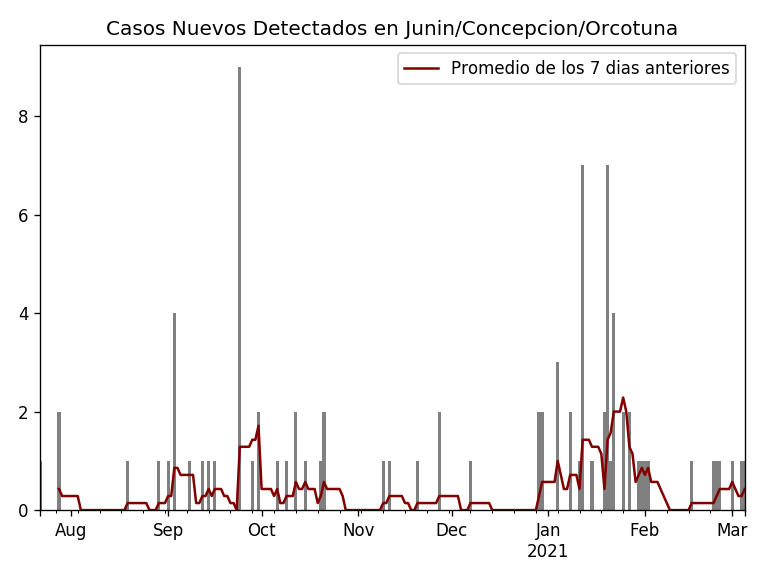 Casos Nuevos Detectados en Junin/Concepcion/Orcotuna
Promedio de los 7 dias anteriores
8
6
4
2
0
Aug Sep Oct Nov Dec Jan Feb Mar
2021